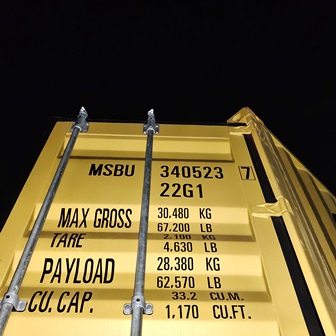 MSBU 340523 7
22G1
MAX GROSS 30.480 KG
67.200 LB
TARE 2.100 KG
4.630 LB
PAYLOAD 28.380 KG
62.570 LB
CU. CAP. 33.2 CU.M.
1.170 CU.FT.